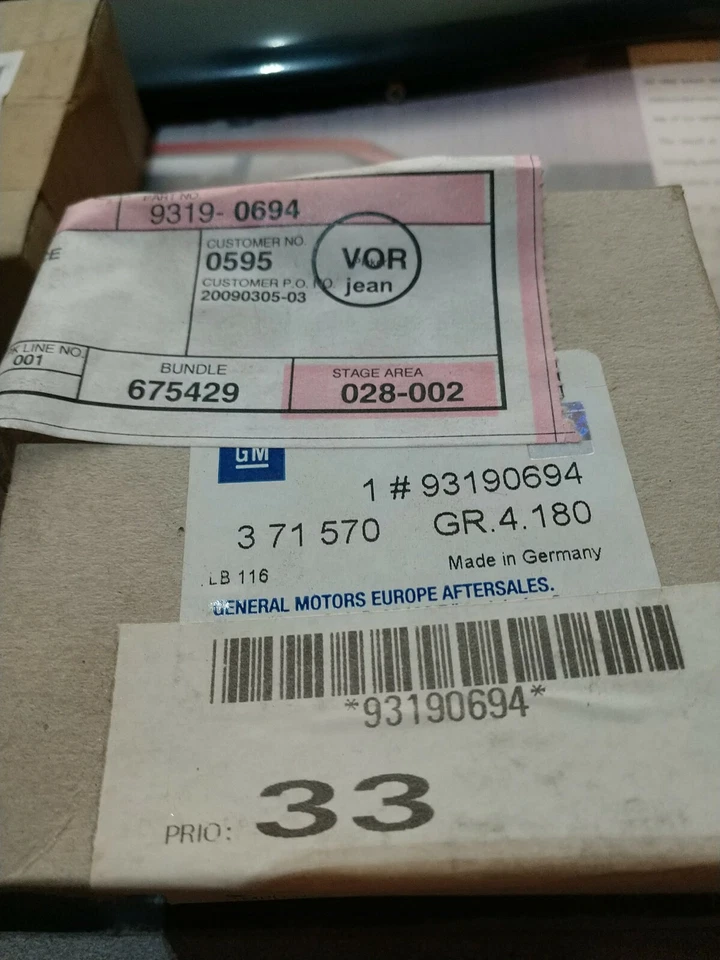 PART NO.
9319-0694
CUSTOMER NO.
0595
CUSTOMER P.O. NO.
20090305-03
VOR
jean
LINE NO.
001
BUNDLE
675429
STAGE AREA
028-002
GM
1 # 93190694
3 71 570 GR.4.180
LB 116 Made in Germany
GENERAL MOTORS EUROPE AFTERSALES.
*93190694*
PRIO: 33